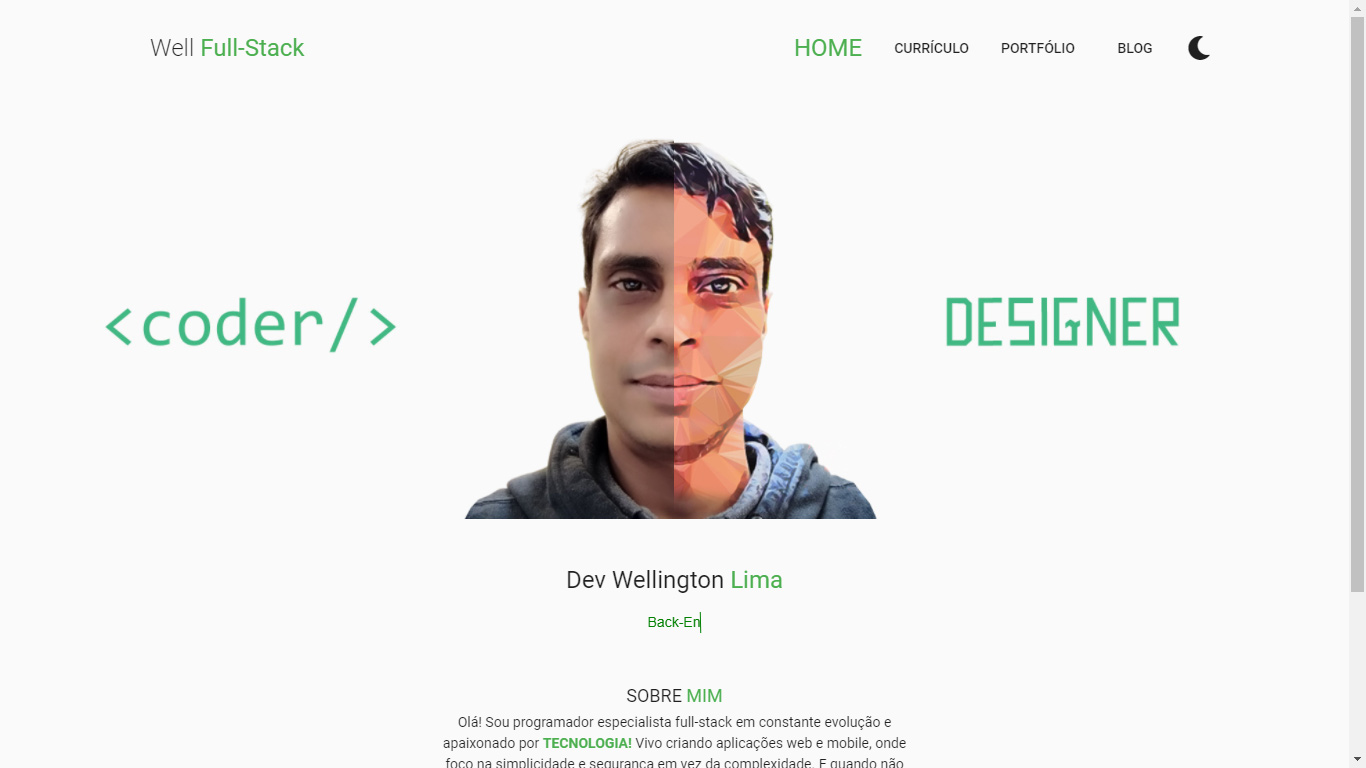 Well Full-Stack
HOME CURRÍCULO PORTFÓLIO BLOG
<coder/>
DESIGNER
Dev Wellington Lima
Back-En
SOBRE MIM
Olá! Sou programador especialista full-stack em constante evolução e
apaixonado por TECNOLOGIA! Vivo criando aplicações web e mobile, onde
foco na simplicidade e segurança em vez da complexidade. E quando não